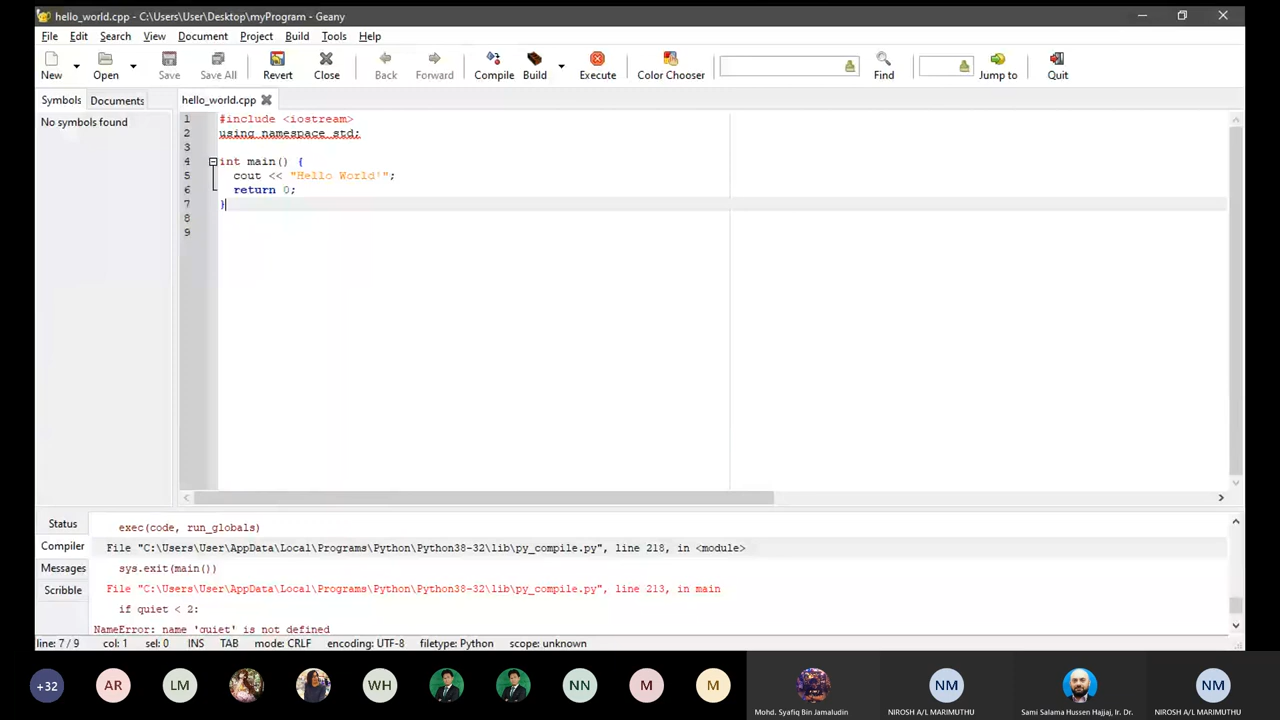 hello_world.cpp - C:\Users\User\Desktop\myProgram - Geany
File Edit Search View Document Project Build Tools Help
New Open Save Save All Revert Close Back Forward Compile Build Execute Color Chooser Find Jump to Quit
Symbols Documents hello_world.cpp
No symbols found
1 #include <iostream>
2 using namespace std;
3
4 int main() {
5 cout << "Hello World!";
6 return 0;
7 }
8
9
Status
Compiler
Messages
Scribble
exec(code, run_globals)
File "C:\Users\User\AppData\Local\Programs\Python\Python38-32\lib\py_compile.py", line 218, in <module>
sys.exit(main())
File "C:\Users\User\AppData\Local\Programs\Python\Python38-32\lib\py_compile.py", line 213, in main
if quiet < 2:
NameError: name 'quiet' is not defined
line: 7 / 9 col: 1 sel: 0 INS TAB mode: CRLF encoding: UTF-8 filetype: Python scope: unknown
+32 AR LM WH NN M M NM NM
Mohd. Syafiq Bin Jamaludin NIROSH A/L MARIMUTHU Sami Salama Hussen Hajjaj, Ir. Dr. NIROSH A/L MARIMUTHU